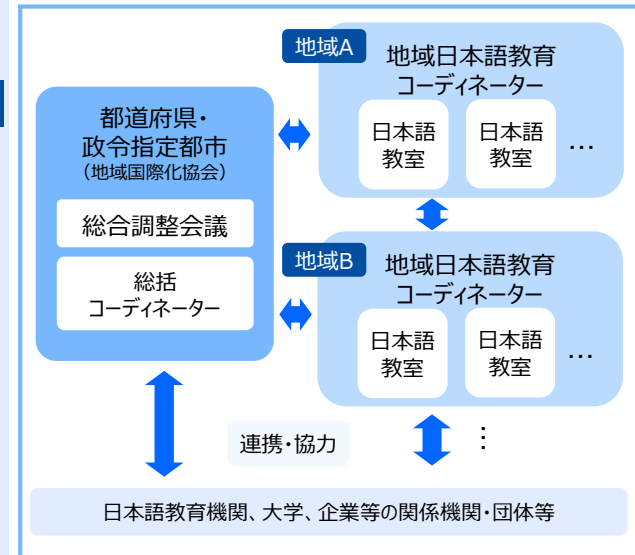 都道府県・
政令指定都市
（地域国際化協会）
総合調整会議
総括
コーディネーター
地域A
地域日本語教育
コーディネーター
日本語
教室
日本語
教室
…
地域B
地域日本語教育
コーディネーター
日本語
教室
日本語
教室
…
連携・協力
⋮
日本語教育機関、大学、企業等の関係機関・団体等